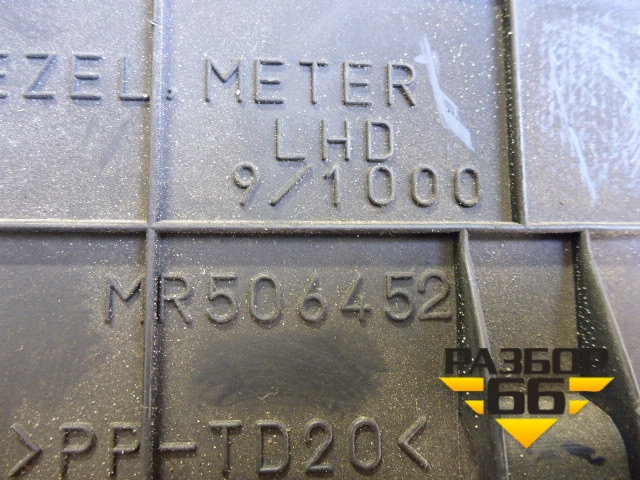 EZEL, METER
LHD
9/1000
MR506452
>PP-TD20<
РАЗБОР
66